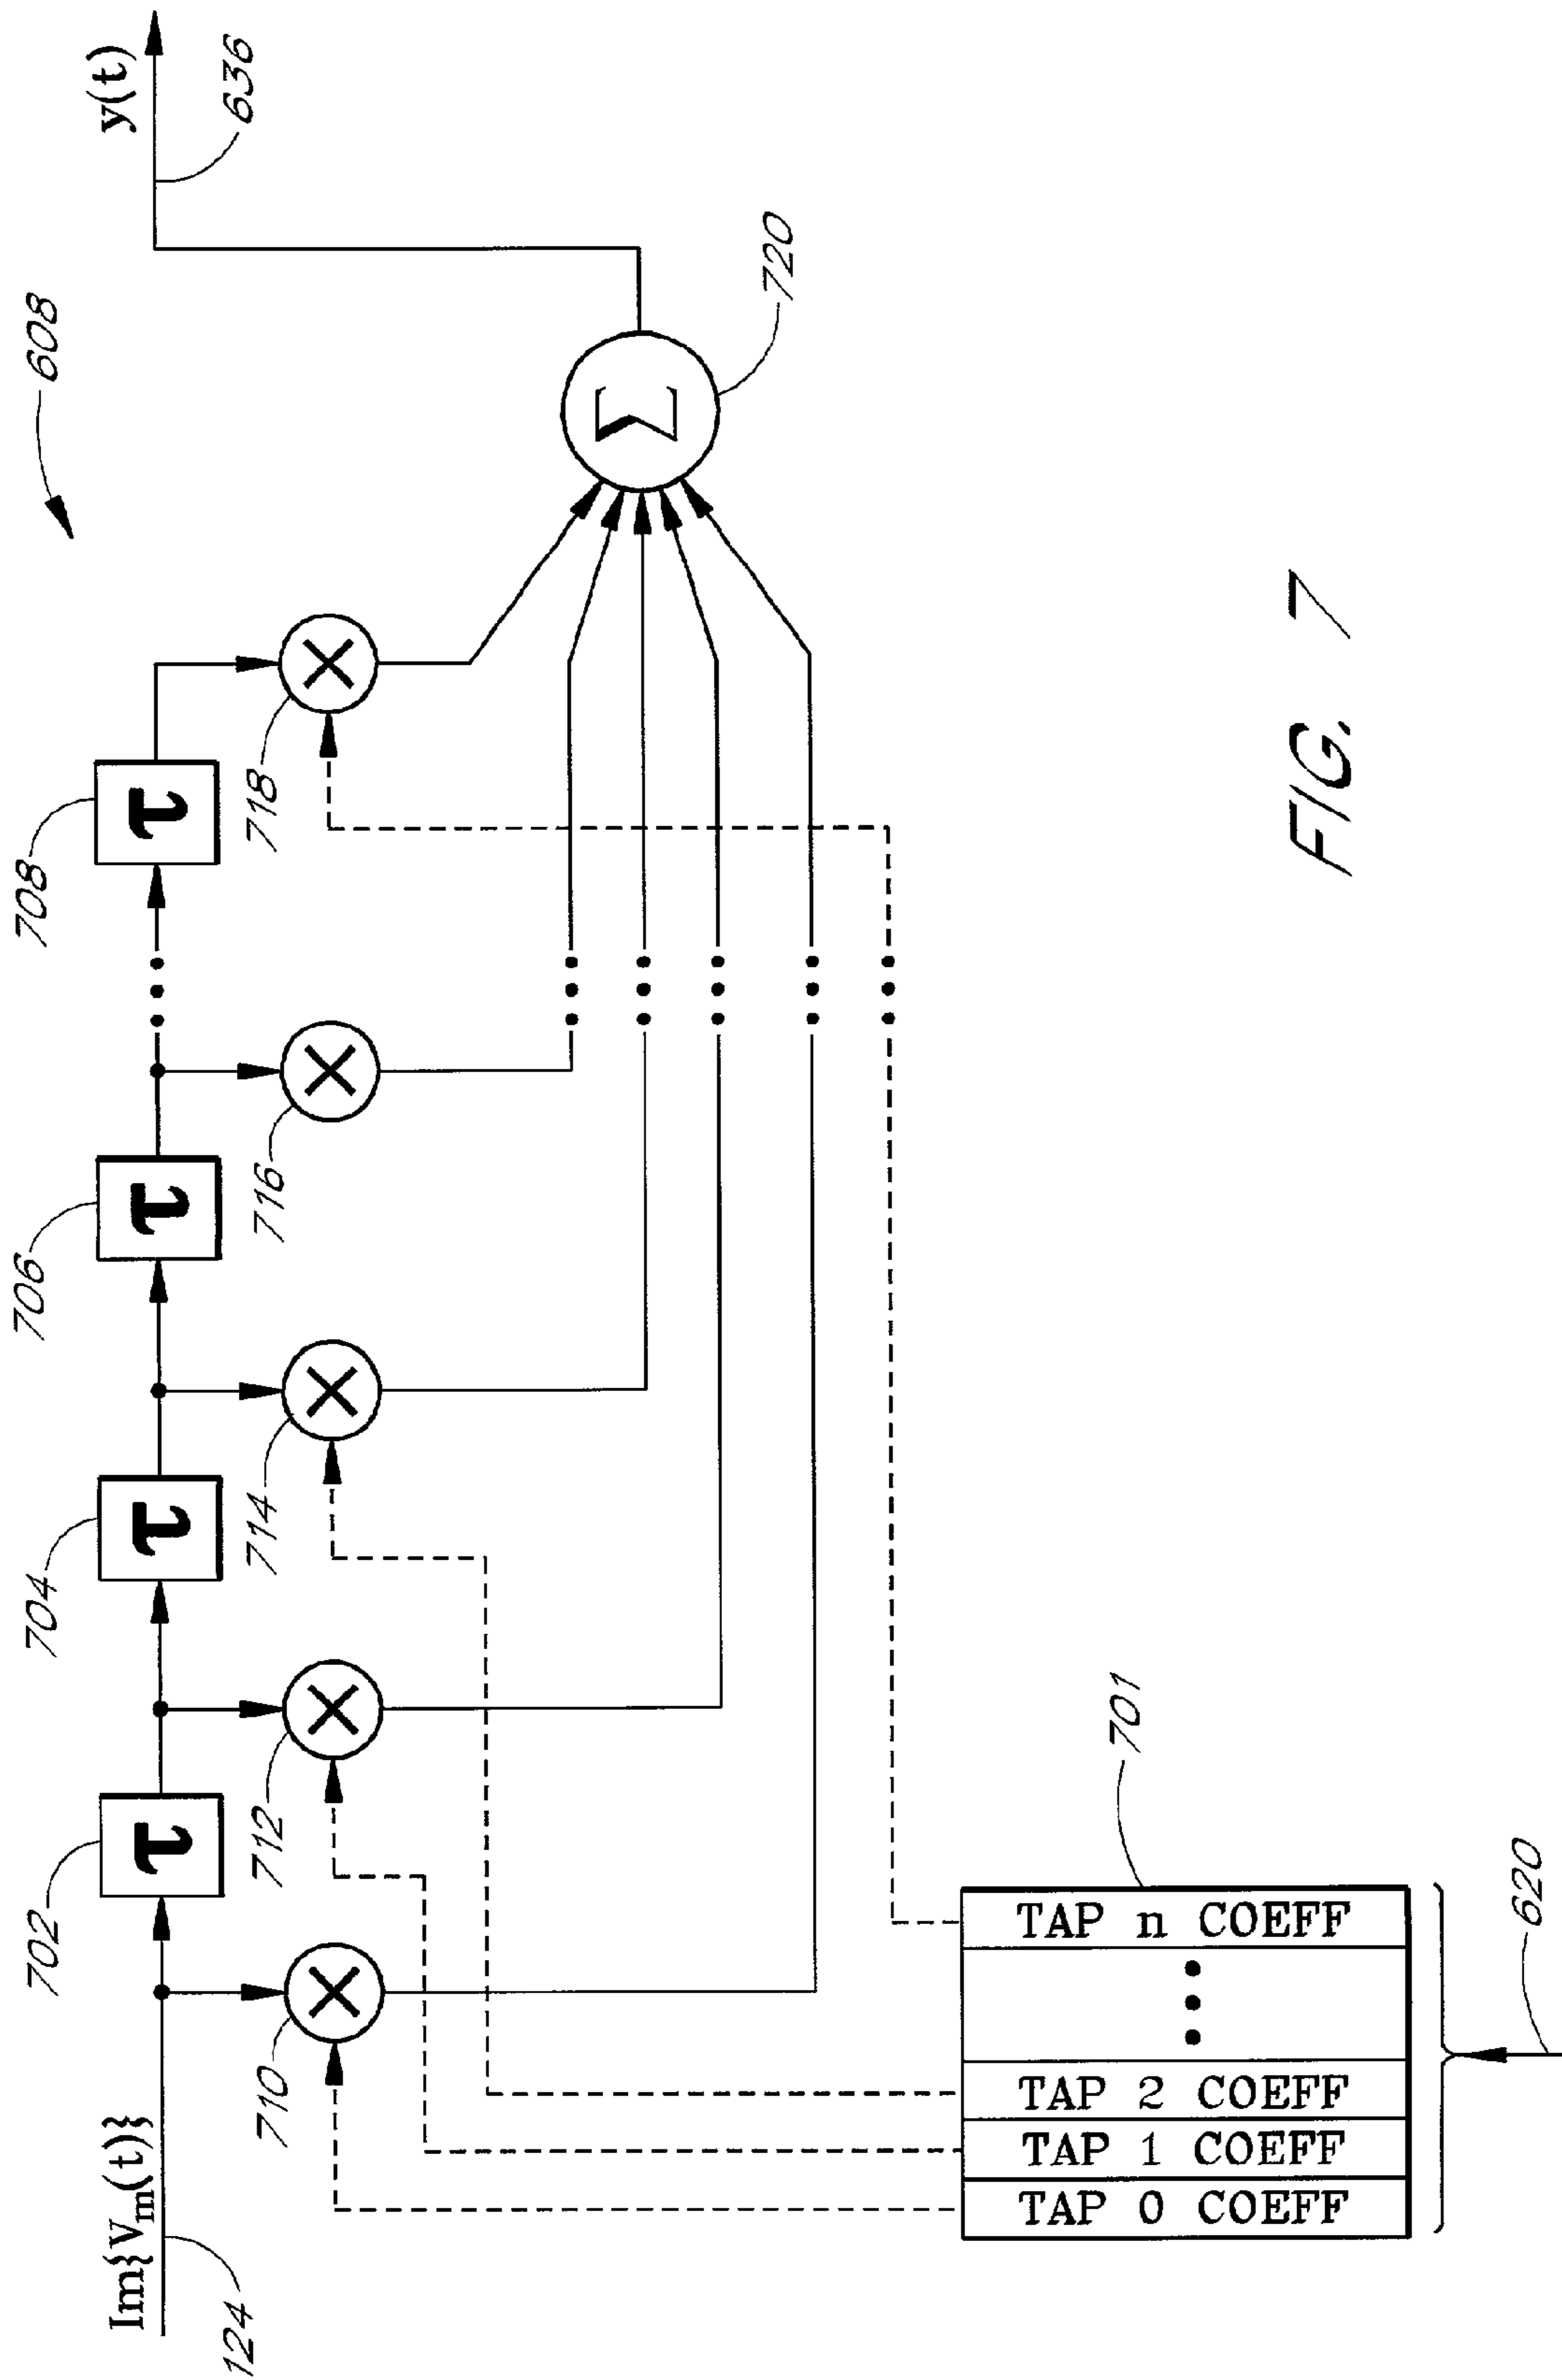 608
Im{Vm(t)}
124
702
τ
704
τ
706
τ
708
τ
y(t)
636
710
×
712
×
714
×
716
×
718
×
Σ
720
TAP 0 COEFF
TAP 1 COEFF
TAP 2 COEFF
TAP n COEFF
701
620
FIG. 7